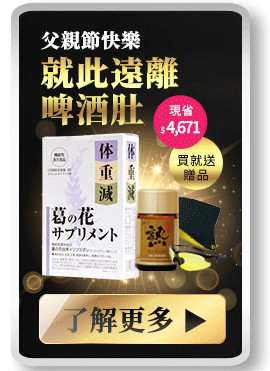 父親節快樂
就此遠離
啤酒肚
現省
$4,671
買就送
贈品
体重減
葛の花
サプリメント
熟
了解更多 ▶